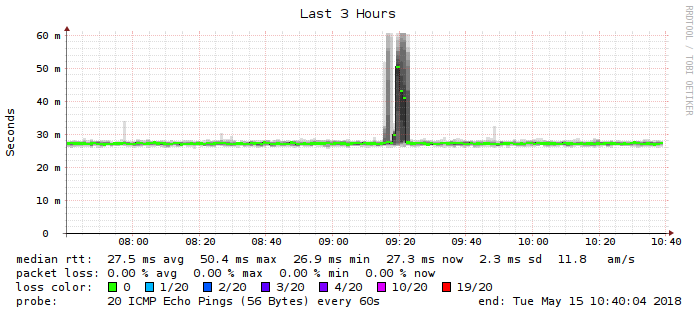 Last 3 Hours
RRDTOOL / TOBI OETIKER
Seconds
60 m
50 m
40 m
30 m
20 m
10 m
0
08:00 08:20 08:40 09:00 09:20 09:40 10:00 10:20 10:40
median rtt: 27.5 ms avg 50.4 ms max 26.9 ms min 27.3 ms now 2.3 ms sd 11.8 am/s
packet loss: 0.00 % avg 0.00 % max 0.00 % min 0.00 % now
loss color: 0 1/20 2/20 3/20 4/20 10/20 19/20
probe: 20 ICMP Echo Pings (56 Bytes) every 60s end: Tue May 15 10:40:04 2018